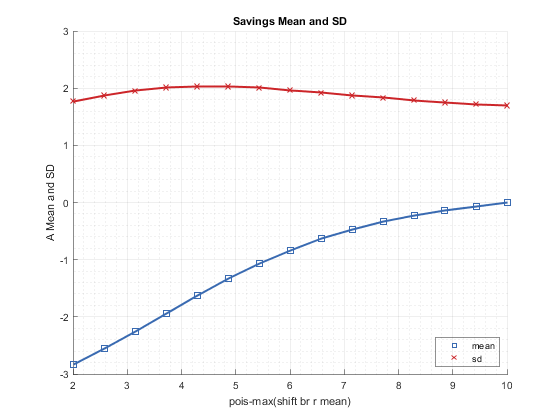 Savings Mean and SD
3
2
1
0
-1
-2
-3
A Mean and SD
2 3 4 5 6 7 8 9 10
pois-max(shift br r mean)
mean
sd